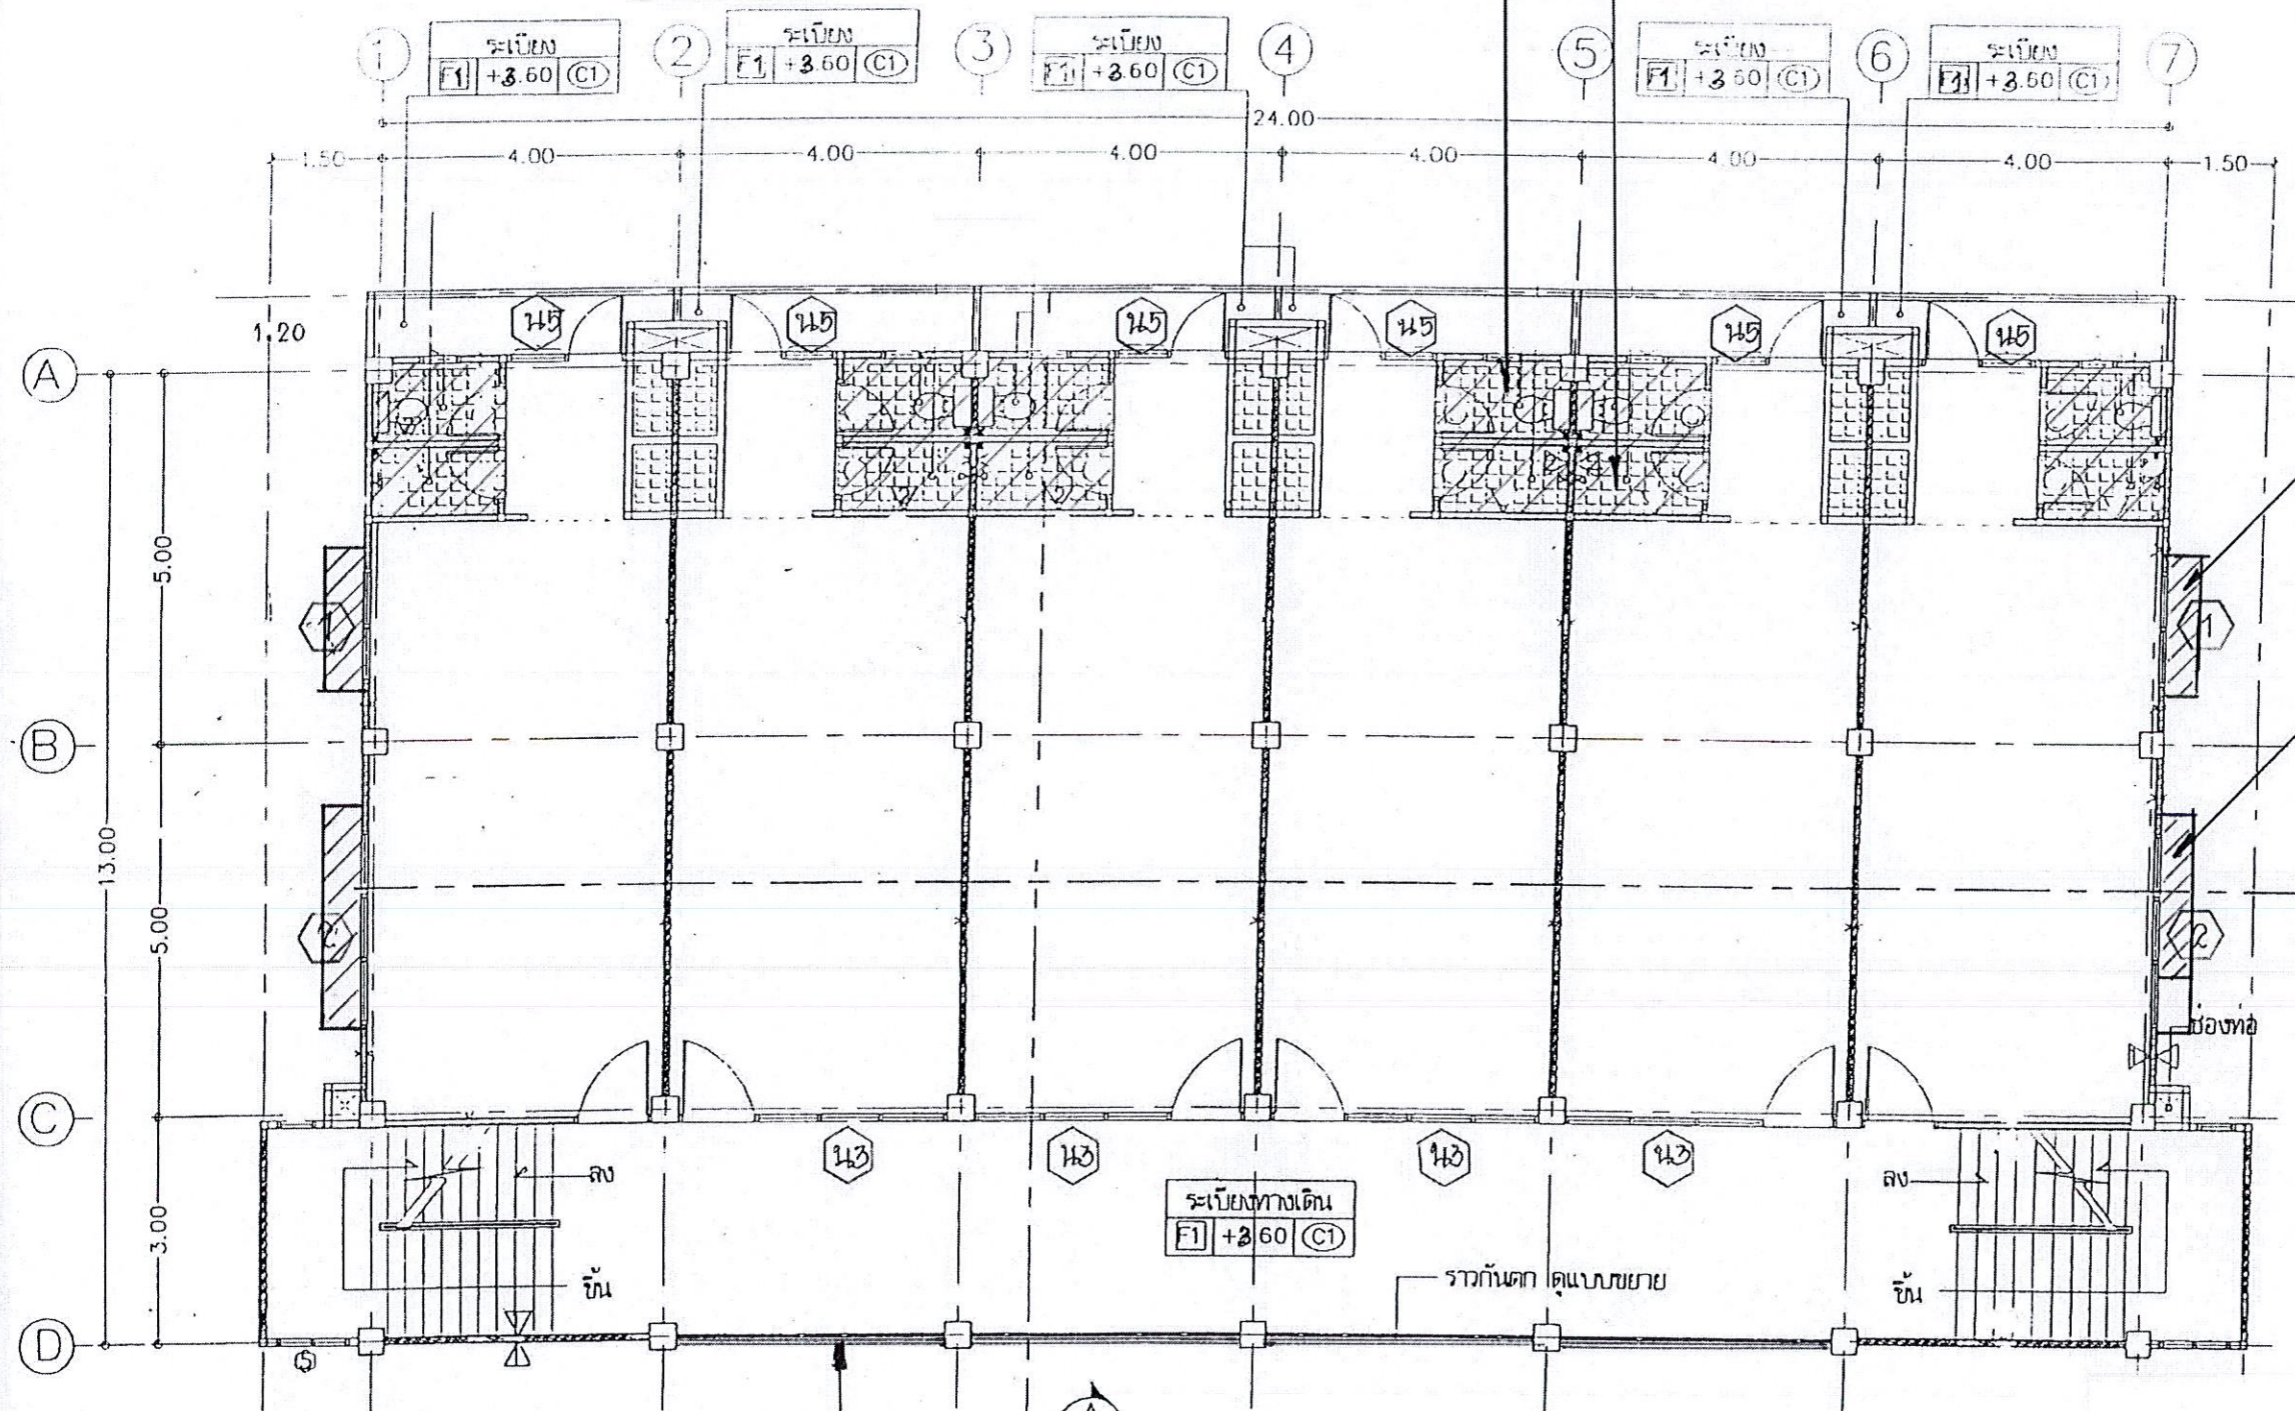 1 2 3 4 5 6 7
ระเบียง ระเบียง ระเบียง ระเบียง ระเบียง
F1 +3.60 C1 F1 +3.60 C1 F1 +3.60 C1 F1 +3.60 C1 F1 +3.60 C1
24.00
1.50 4.00 4.00 4.00 4.00 4.00 4.00 1.50
น5 น5 น5 น5 น5 น5
1.20
A
5.00
1 1
B
13.00
5.00
2 2
ช่องท่อ
C
น3 น3 น3 น3
ลง ลง
ระเบียงทางเดิน
F1 +3.60 C1
3.00
ราวกันตก ดูแบบขยาย
ขึ้น ขึ้น
D